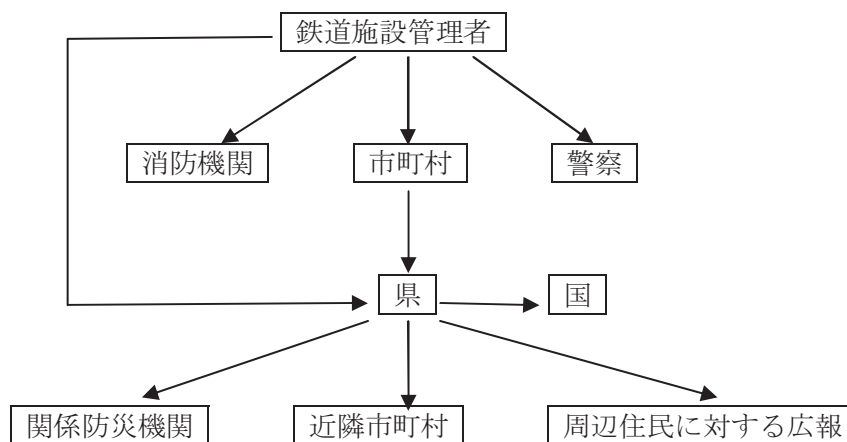 鉄道施設管理者
消防機関
市町村
警察
県
国
関係防災機関
近隣市町村
周辺住民に対する広報